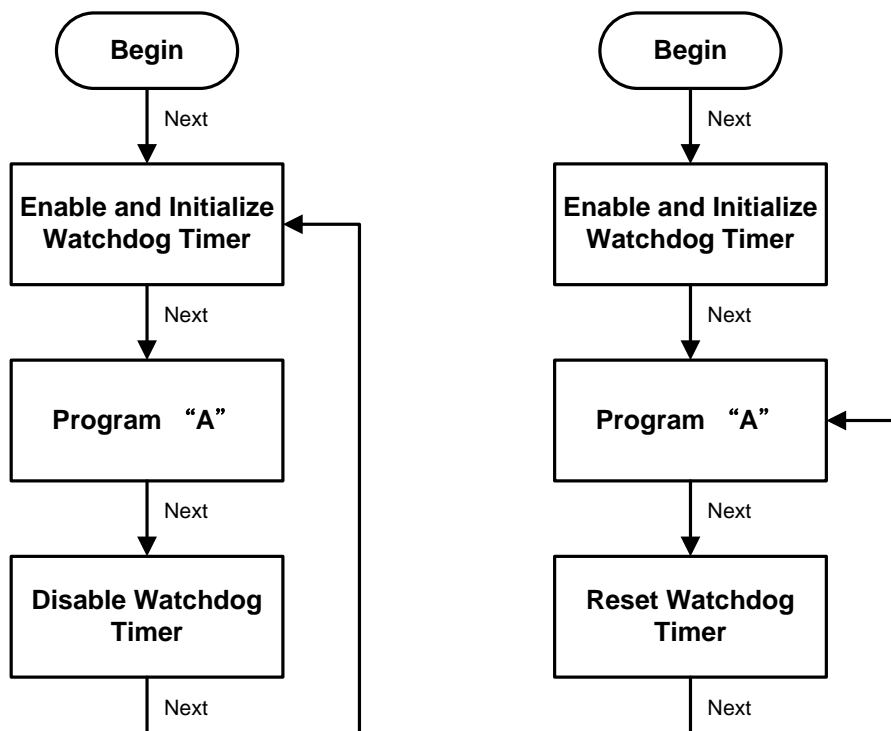 Begin
Next
Enable and Initialize
Watchdog Timer
Next
Program “A”
Next
Disable Watchdog
Timer
Next
Begin
Next
Enable and Initialize
Watchdog Timer
Next
Program “A”
Next
Reset Watchdog
Timer
Next